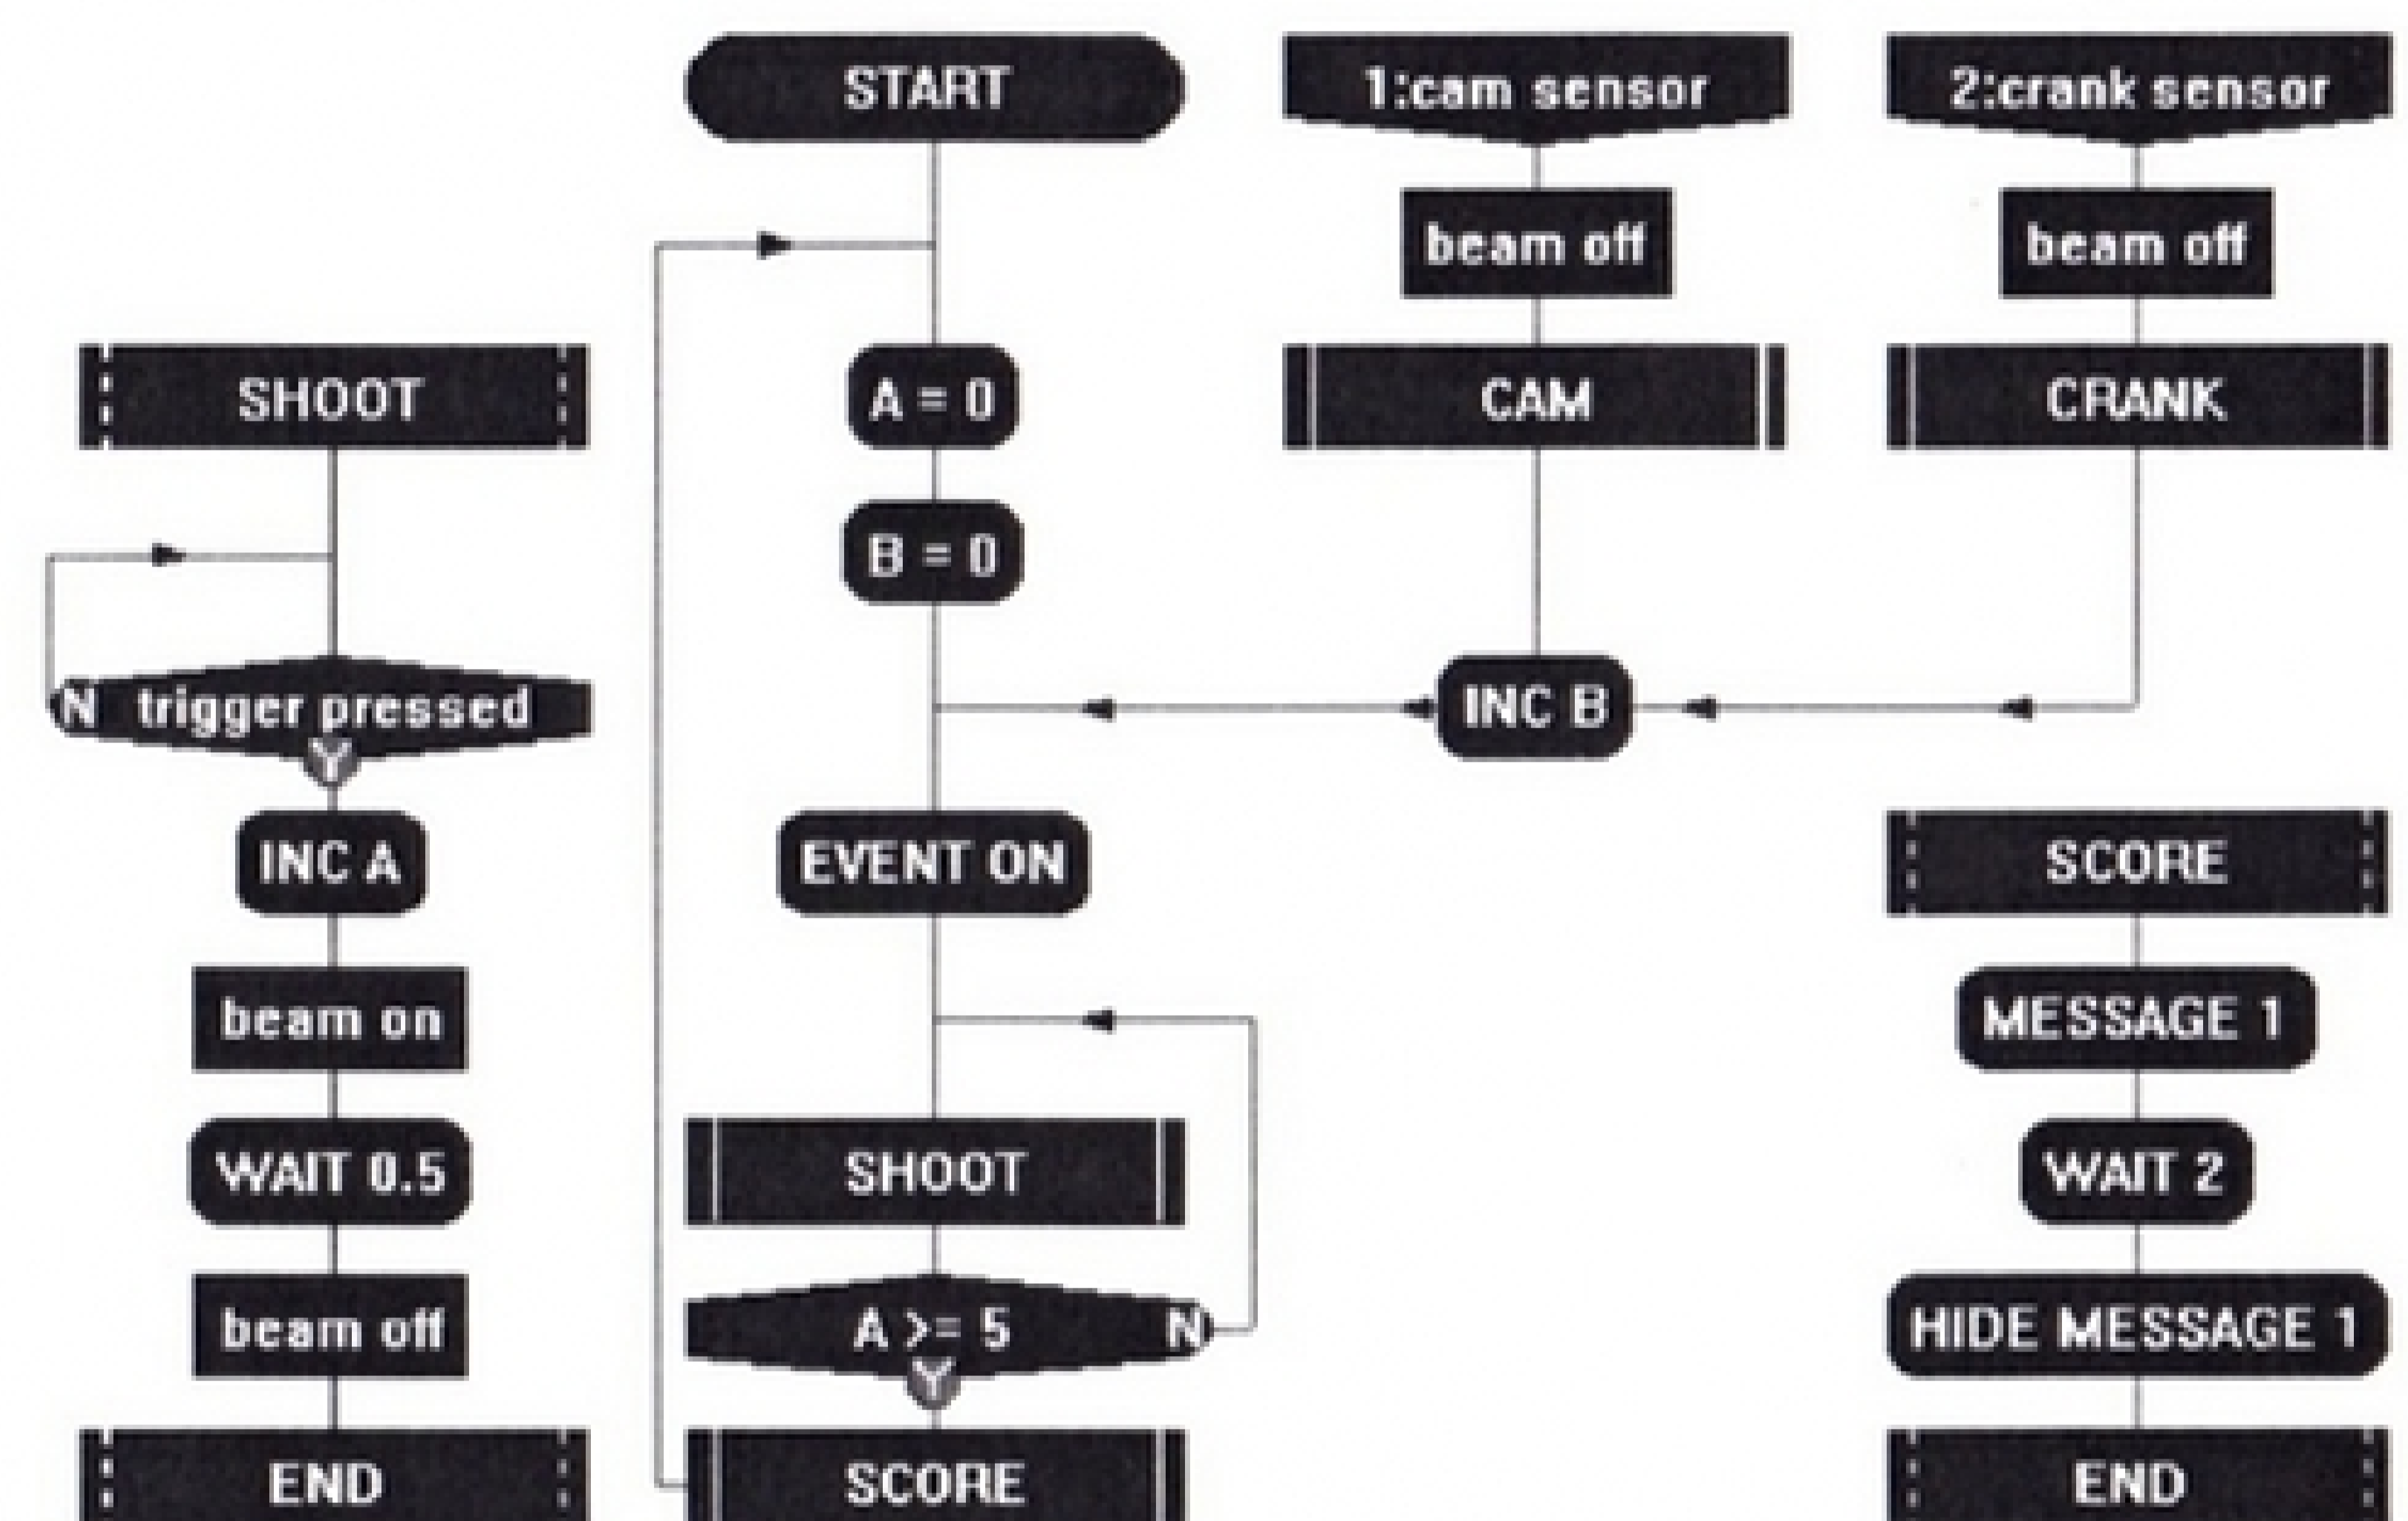 START
1:cam sensor
2:crank sensor
beam off
beam off
SHOOT
A = 0
CAM
CRANK
B = 0
N trigger pressed
Y
INC B
INC A
EVENT ON
SCORE
beam on
MESSAGE 1
WAIT 0.5
SHOOT
WAIT 2
beam off
A >= 5 N
Y
HIDE MESSAGE 1
END
SCORE
END